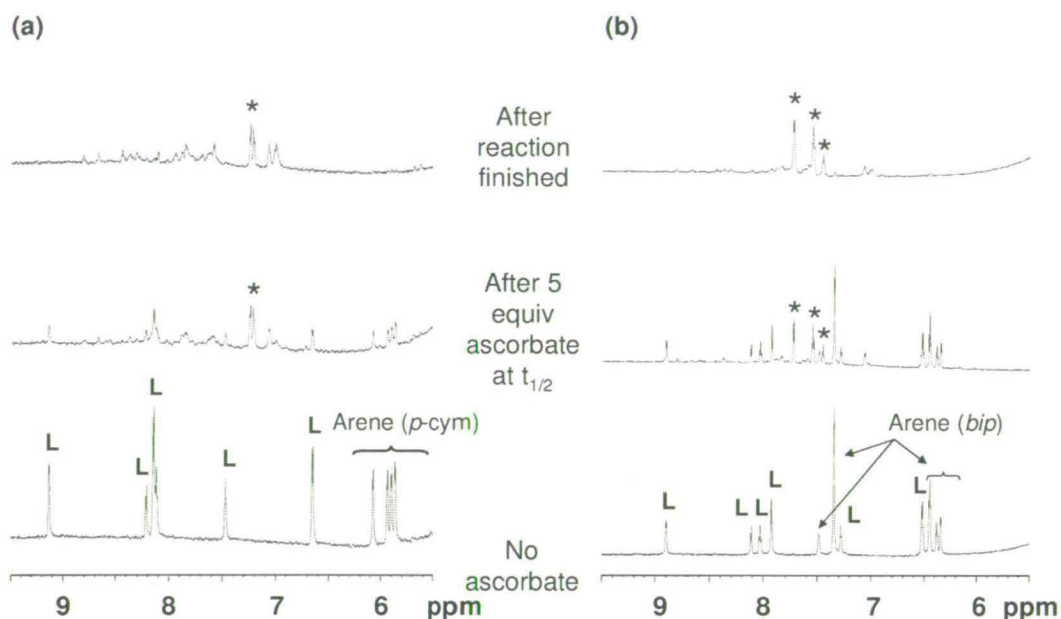 (a)
(b)
*
After
reaction
finished
* * *
*
After 5
equiv
ascorbate
at t1/2
* * *
L L L L L
Arene (p-cym)
No
ascorbate
L L L L L L
Arene (bip)
9 8 7 6 ppm
9 8 7 6 ppm